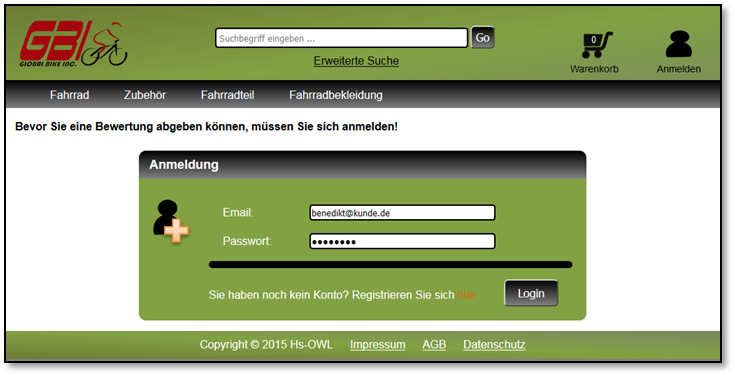 GBI
GLOBAL BIKE INC.
Suchbegriff eingeben ... Go
Erweiterte Suche
0
Warenkorb Anmelden
Fahrrad Zubehör Fahrradteil Fahrradbekleidung
Bevor Sie eine Bewertung abgeben können, müssen Sie sich anmelden!
Anmeldung
Email: benedikt@kunde.de
Passwort: ●●●●●●●●
Sie haben noch kein Konto? Registrieren Sie sich hier. Login
Copyright © 2015 Hs-OWL Impressum AGB Datenschutz